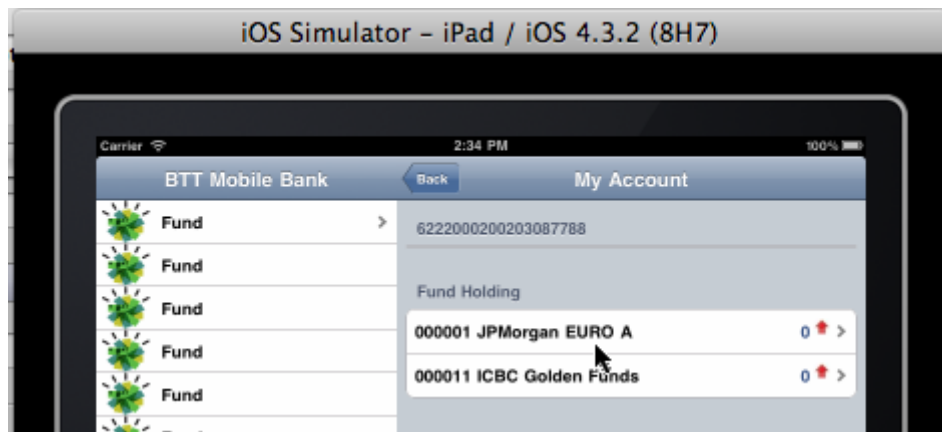 iOS Simulator - iPad / iOS 4.3.2 (8H7)
Carrier 2:34 PM 100%
BTT Mobile Bank
Back My Account
Fund
Fund
Fund
Fund
Fund
6222000200203087788
Fund Holding
000001 JPMorgan EURO A 0
000011 ICBC Golden Funds 0